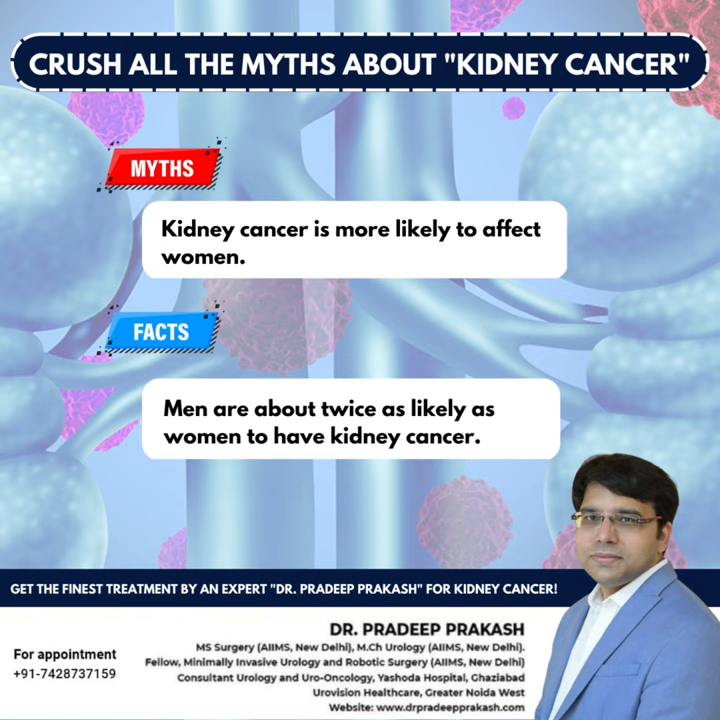 CRUSH ALL THE MYTHS ABOUT "KIDNEY CANCER"
MYTHS
Kidney cancer is more likely to affect
women.
FACTS
Men are about twice as likely as
women to have kidney cancer.
GET THE FINEST TREATMENT BY AN EXPERT "DR. PRADEEP PRAKASH" FOR KIDNEY CANCER!
For appointment
+91-7428737159
DR. PRADEEP PRAKASH
MS Surgery (AIIMS, New Delhi), M.Ch Urology (AIIMS, New Delhi).
Fellow, Minimally Invasive Urology and Robotic Surgery (AIIMS, New Delhi)
Consultant Urology and Uro-Oncology, Yashoda Hospital, Ghaziabad
Urovision Healthcare, Greater Noida West
Website: www.drpradeepprakash.com